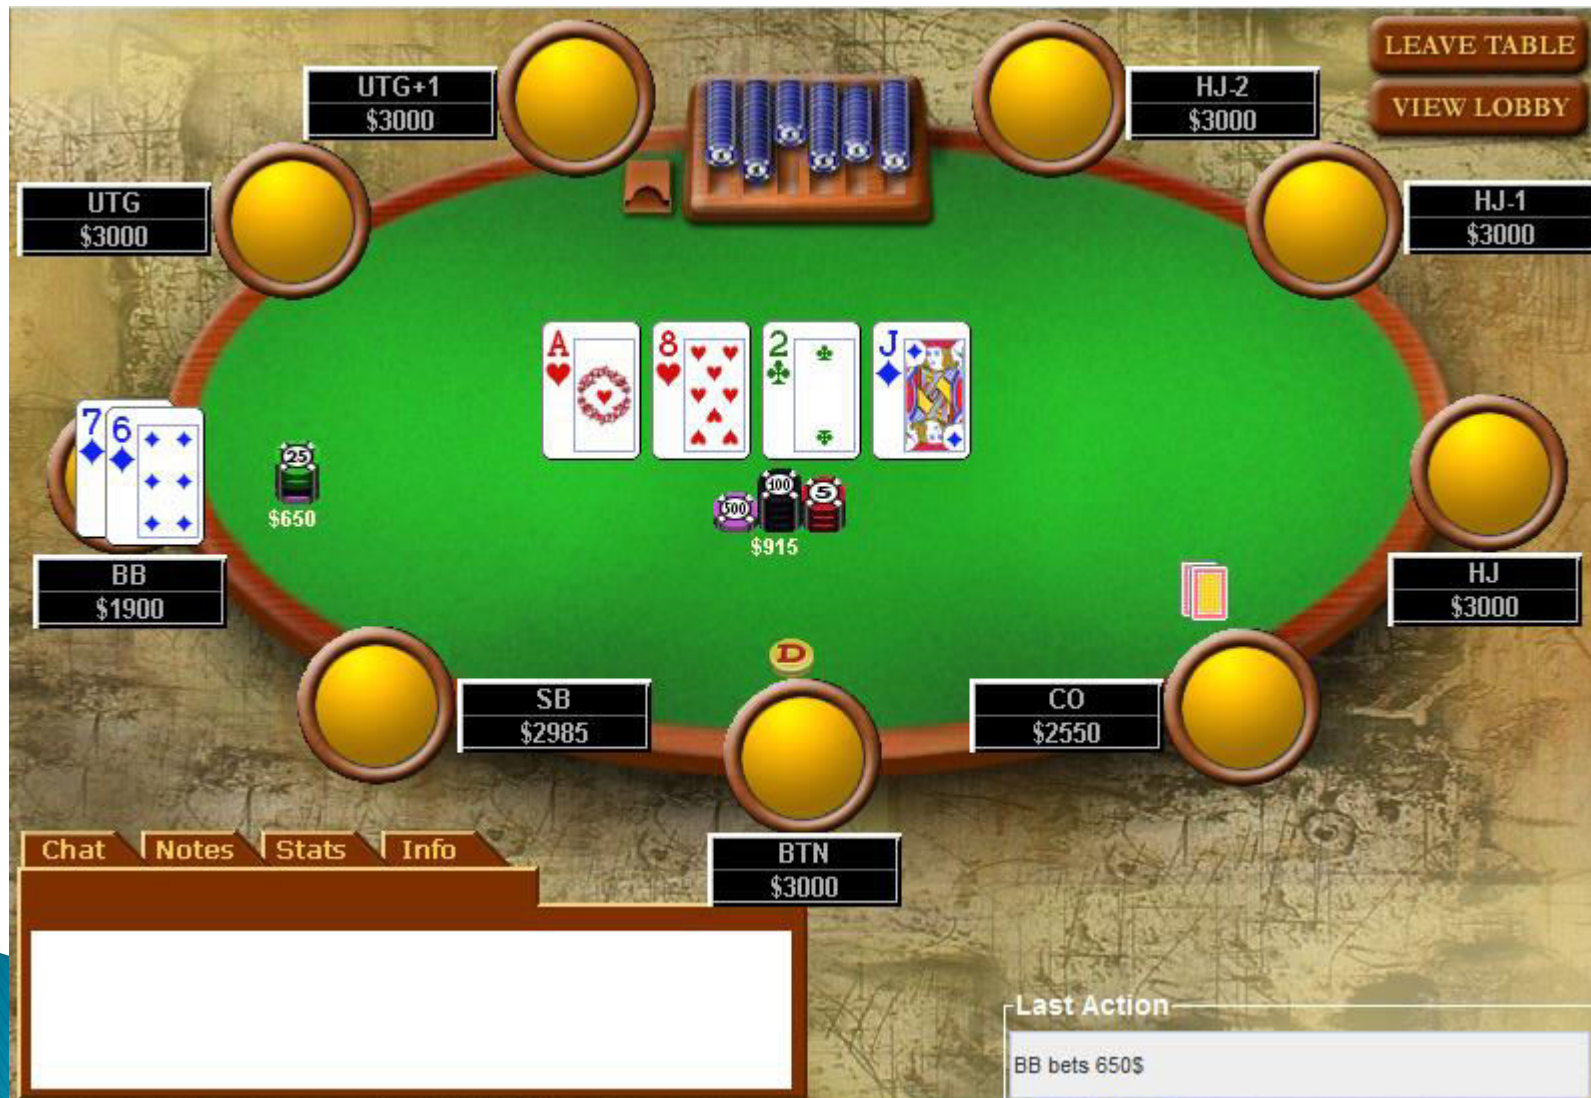 LEAVE TABLE
VIEW LOBBY
UTG+1
$3000
HJ-2
$3000
UTG
$3000
HJ-1
$3000
A
8
2
J
7
6
25
$650
500
100
5
$915
BB
$1900
HJ
$3000
D
SB
$2985
CO
$2550
BTN
$3000
Chat
Notes
Stats
Info
Last Action
BB bets 650$